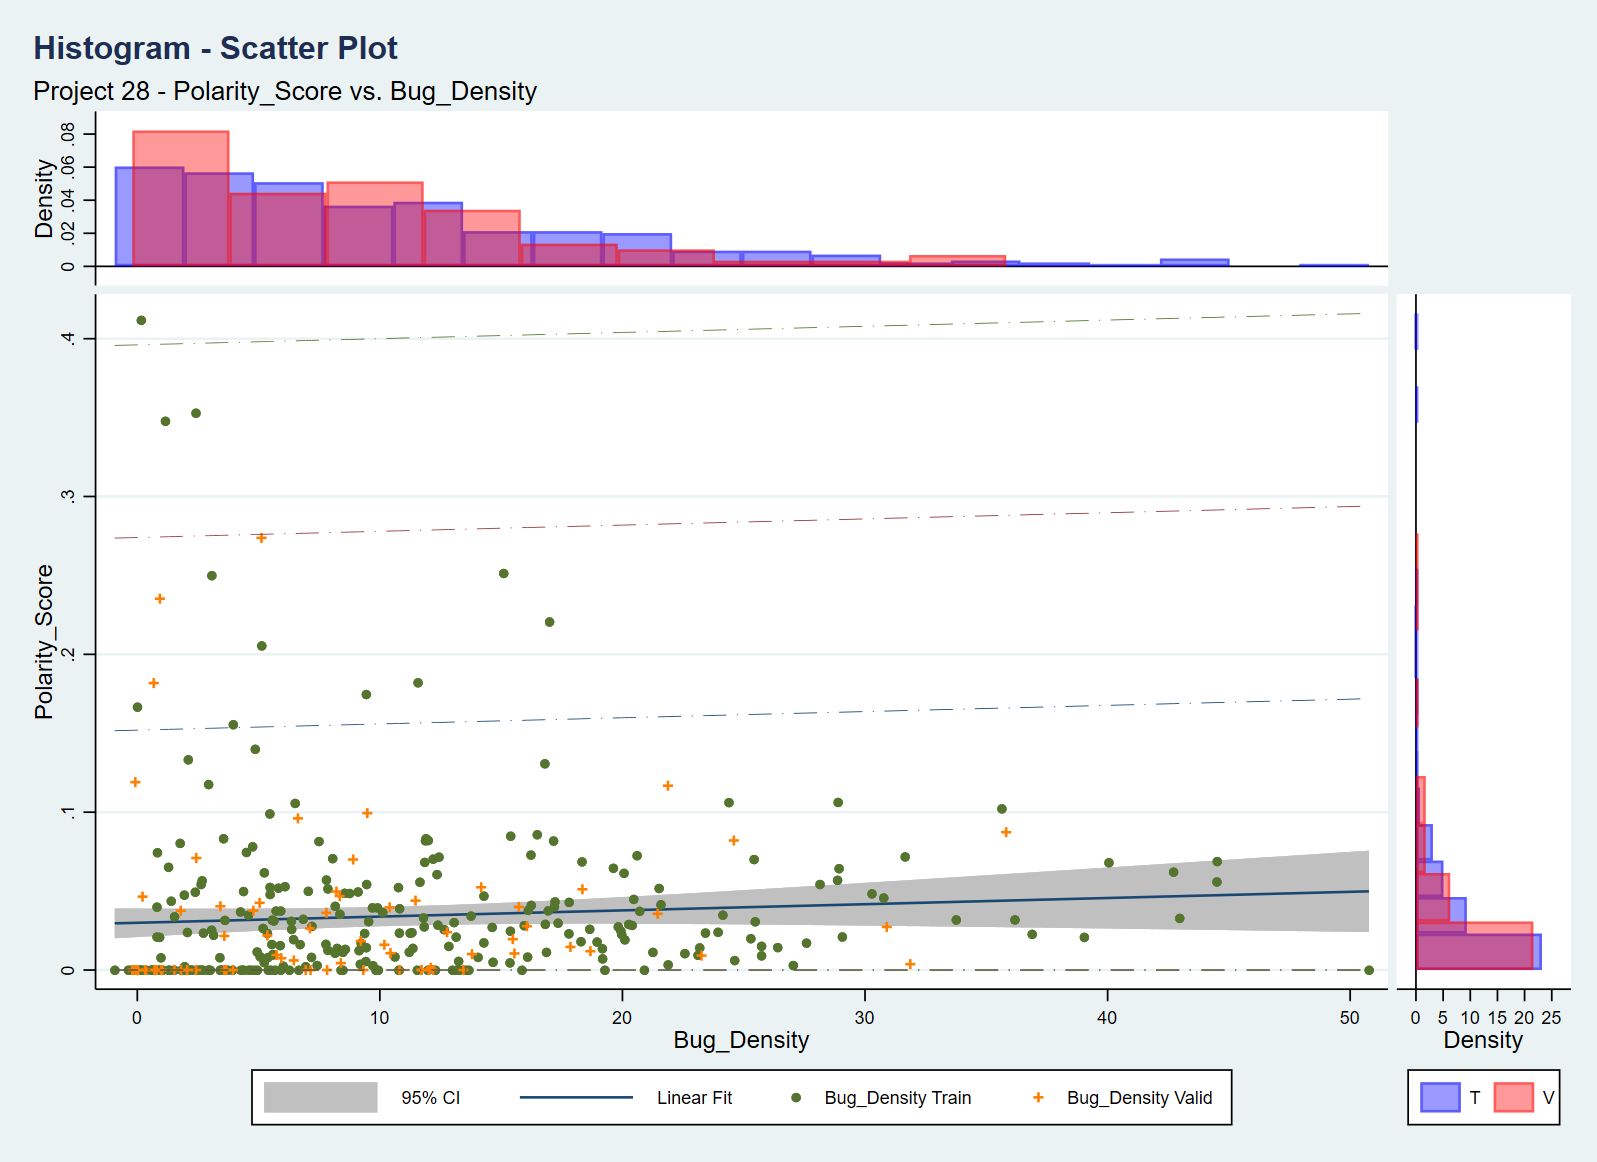 Histogram - Scatter Plot
Project 28 - Polarity_Score vs. Bug_Density
Density
0 .02 .04 .06 .08
Polarity_Score
.4
.3
.2
.1
0
0 10 20 30 40 50
Bug_Density
0 5 10 15 20 25
Density
95% CI Linear Fit Bug_Density Train Bug_Density Valid
T V